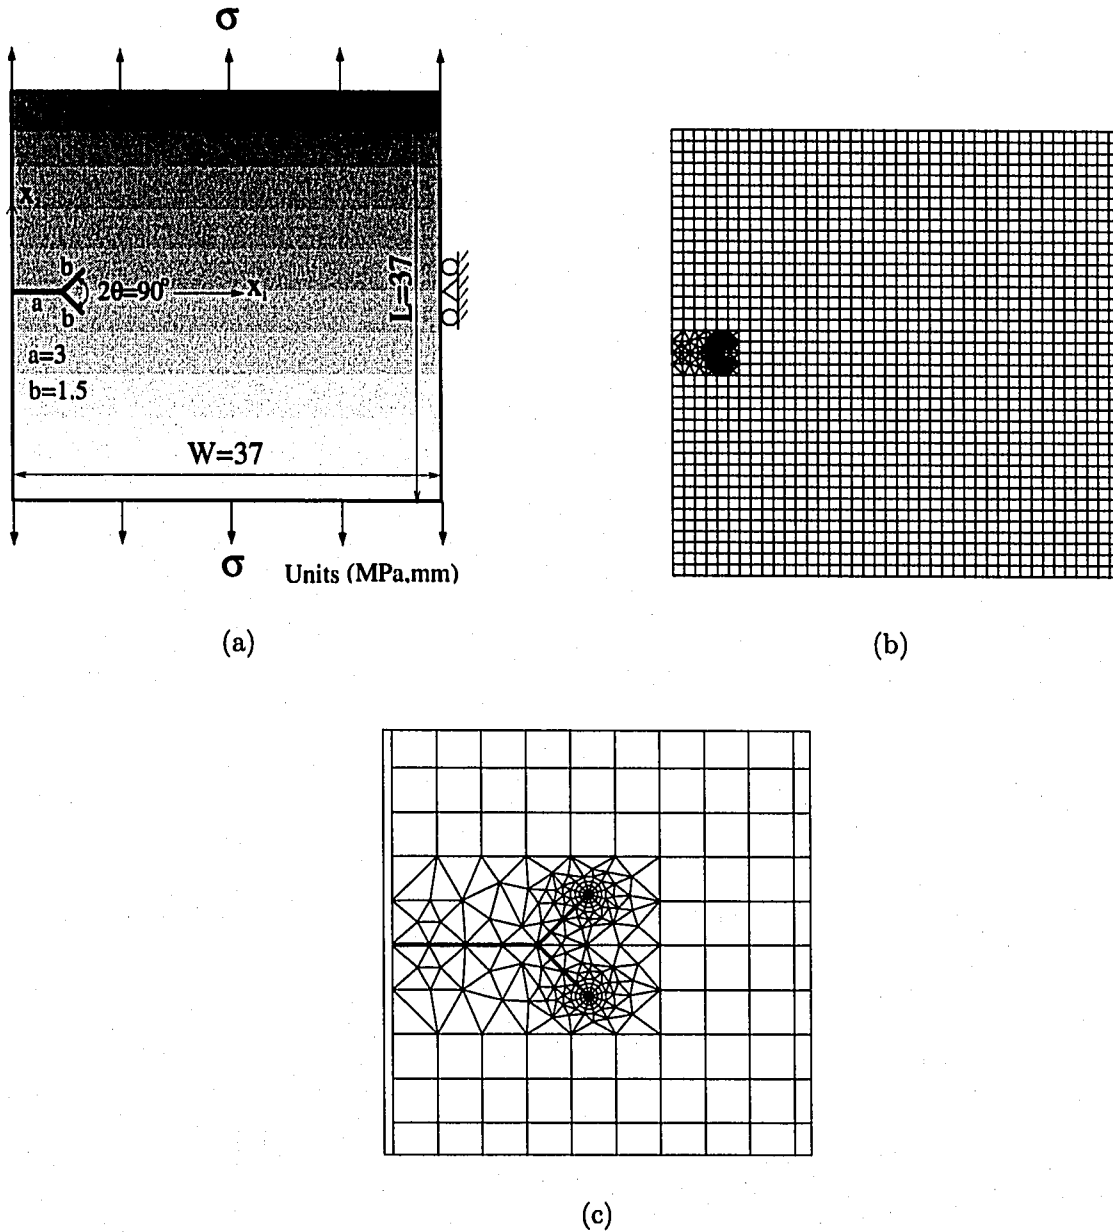 σ
x₂
b
a
b
2θ=90°
x₁
L=37
a=3
b=1.5
W=37
σ
Units (MPa,mm)
(a)
(b)
(c)